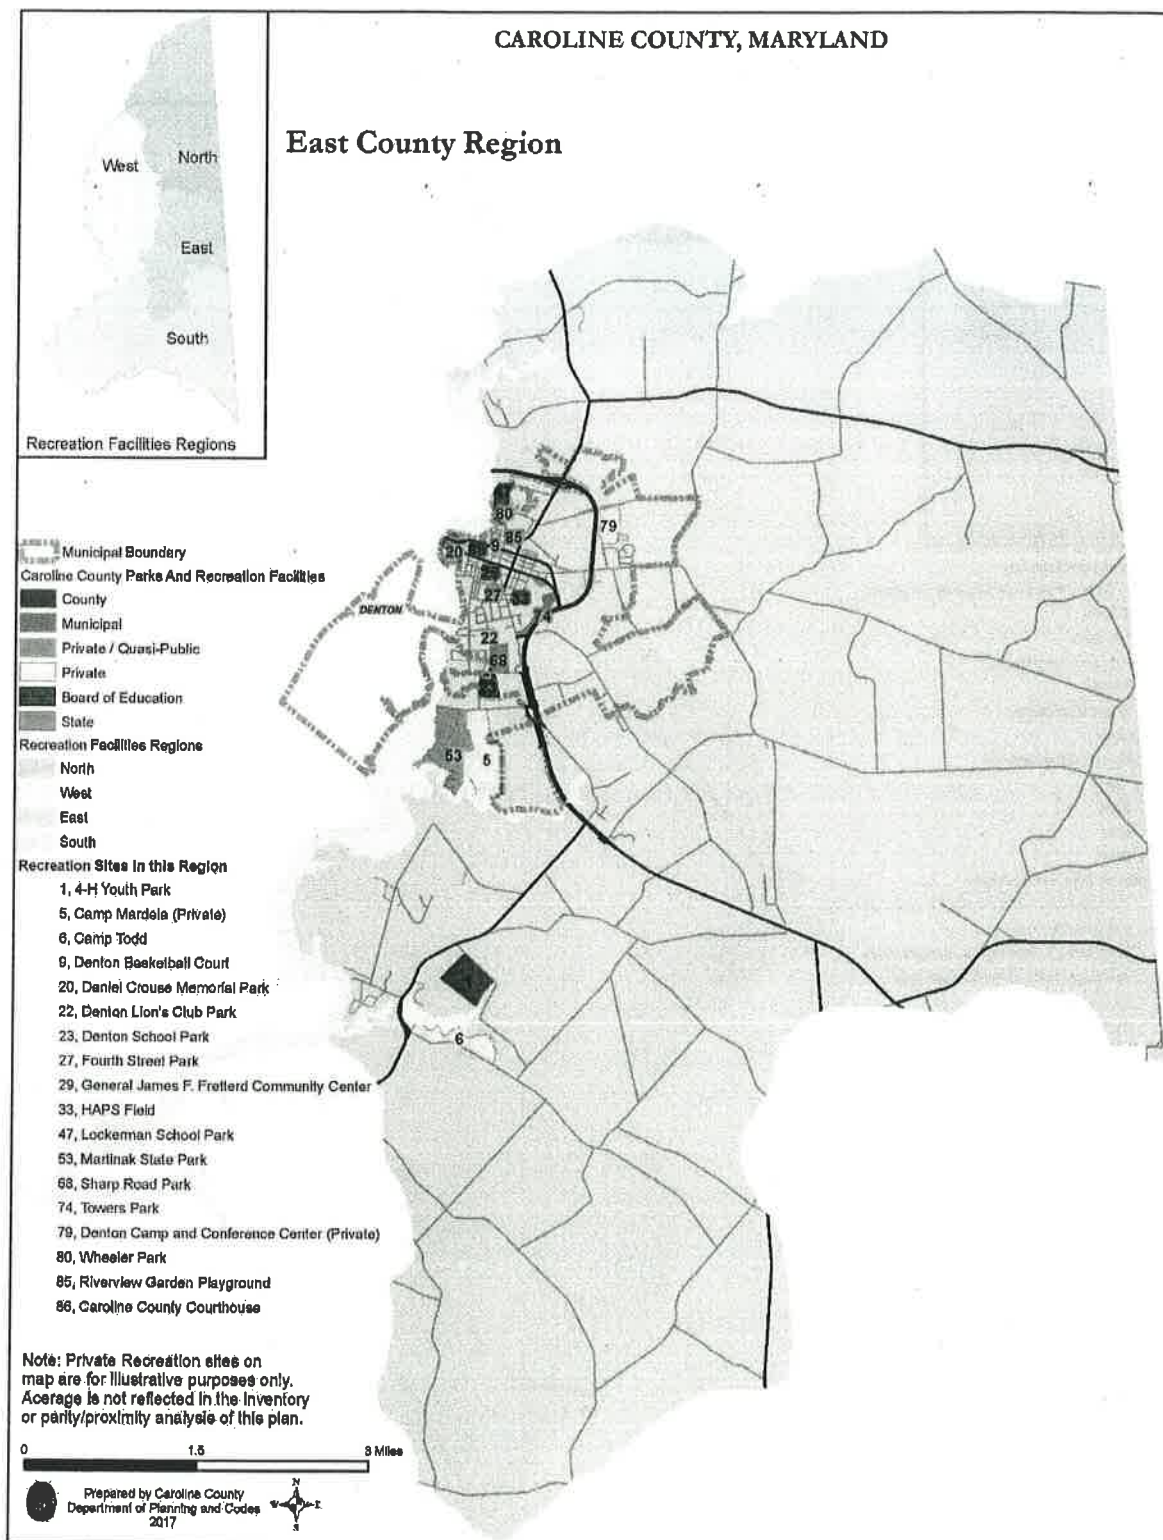 CAROLINE COUNTY, MARYLAND
East County Region
West
North
East
South
Recreation Facilities Regions
Municipal Boundary
Caroline County Parks And Recreation Facilities
County
Municipal
Private / Quasi-Public
Private
Board of Education
State
Recreation Facilities Regions
North
West
East
South
Recreation Sites in this Region
1, 4-H Youth Park
5, Camp Mardela (Private)
6, Camp Todd
9, Denton Basketball Court
20, Daniel Crouse Memorial Park
22, Denton Lion's Club Park
23, Denton School Park
27, Fourth Street Park
29, General James F. Fretterd Community Center
33, HAPS Field
47, Lockerman School Park
53, Martinak State Park
68, Sharp Road Park
74, Towers Park
79, Denton Camp and Conference Center (Private)
80, Wheeler Park
85, Riverview Garden Playground
86, Caroline County Courthouse
Note: Private Recreation sites on
map are for illustrative purposes only.
Acerage is not reflected in the inventory
or parity/proximity analysis of this plan.
0 1.5 3 Miles
Prepared by Caroline County
Department of Planning and Codes
2017
N
W E
S
80
79
85
9
20
27
33
74
DENTON
22
68
53
5
6